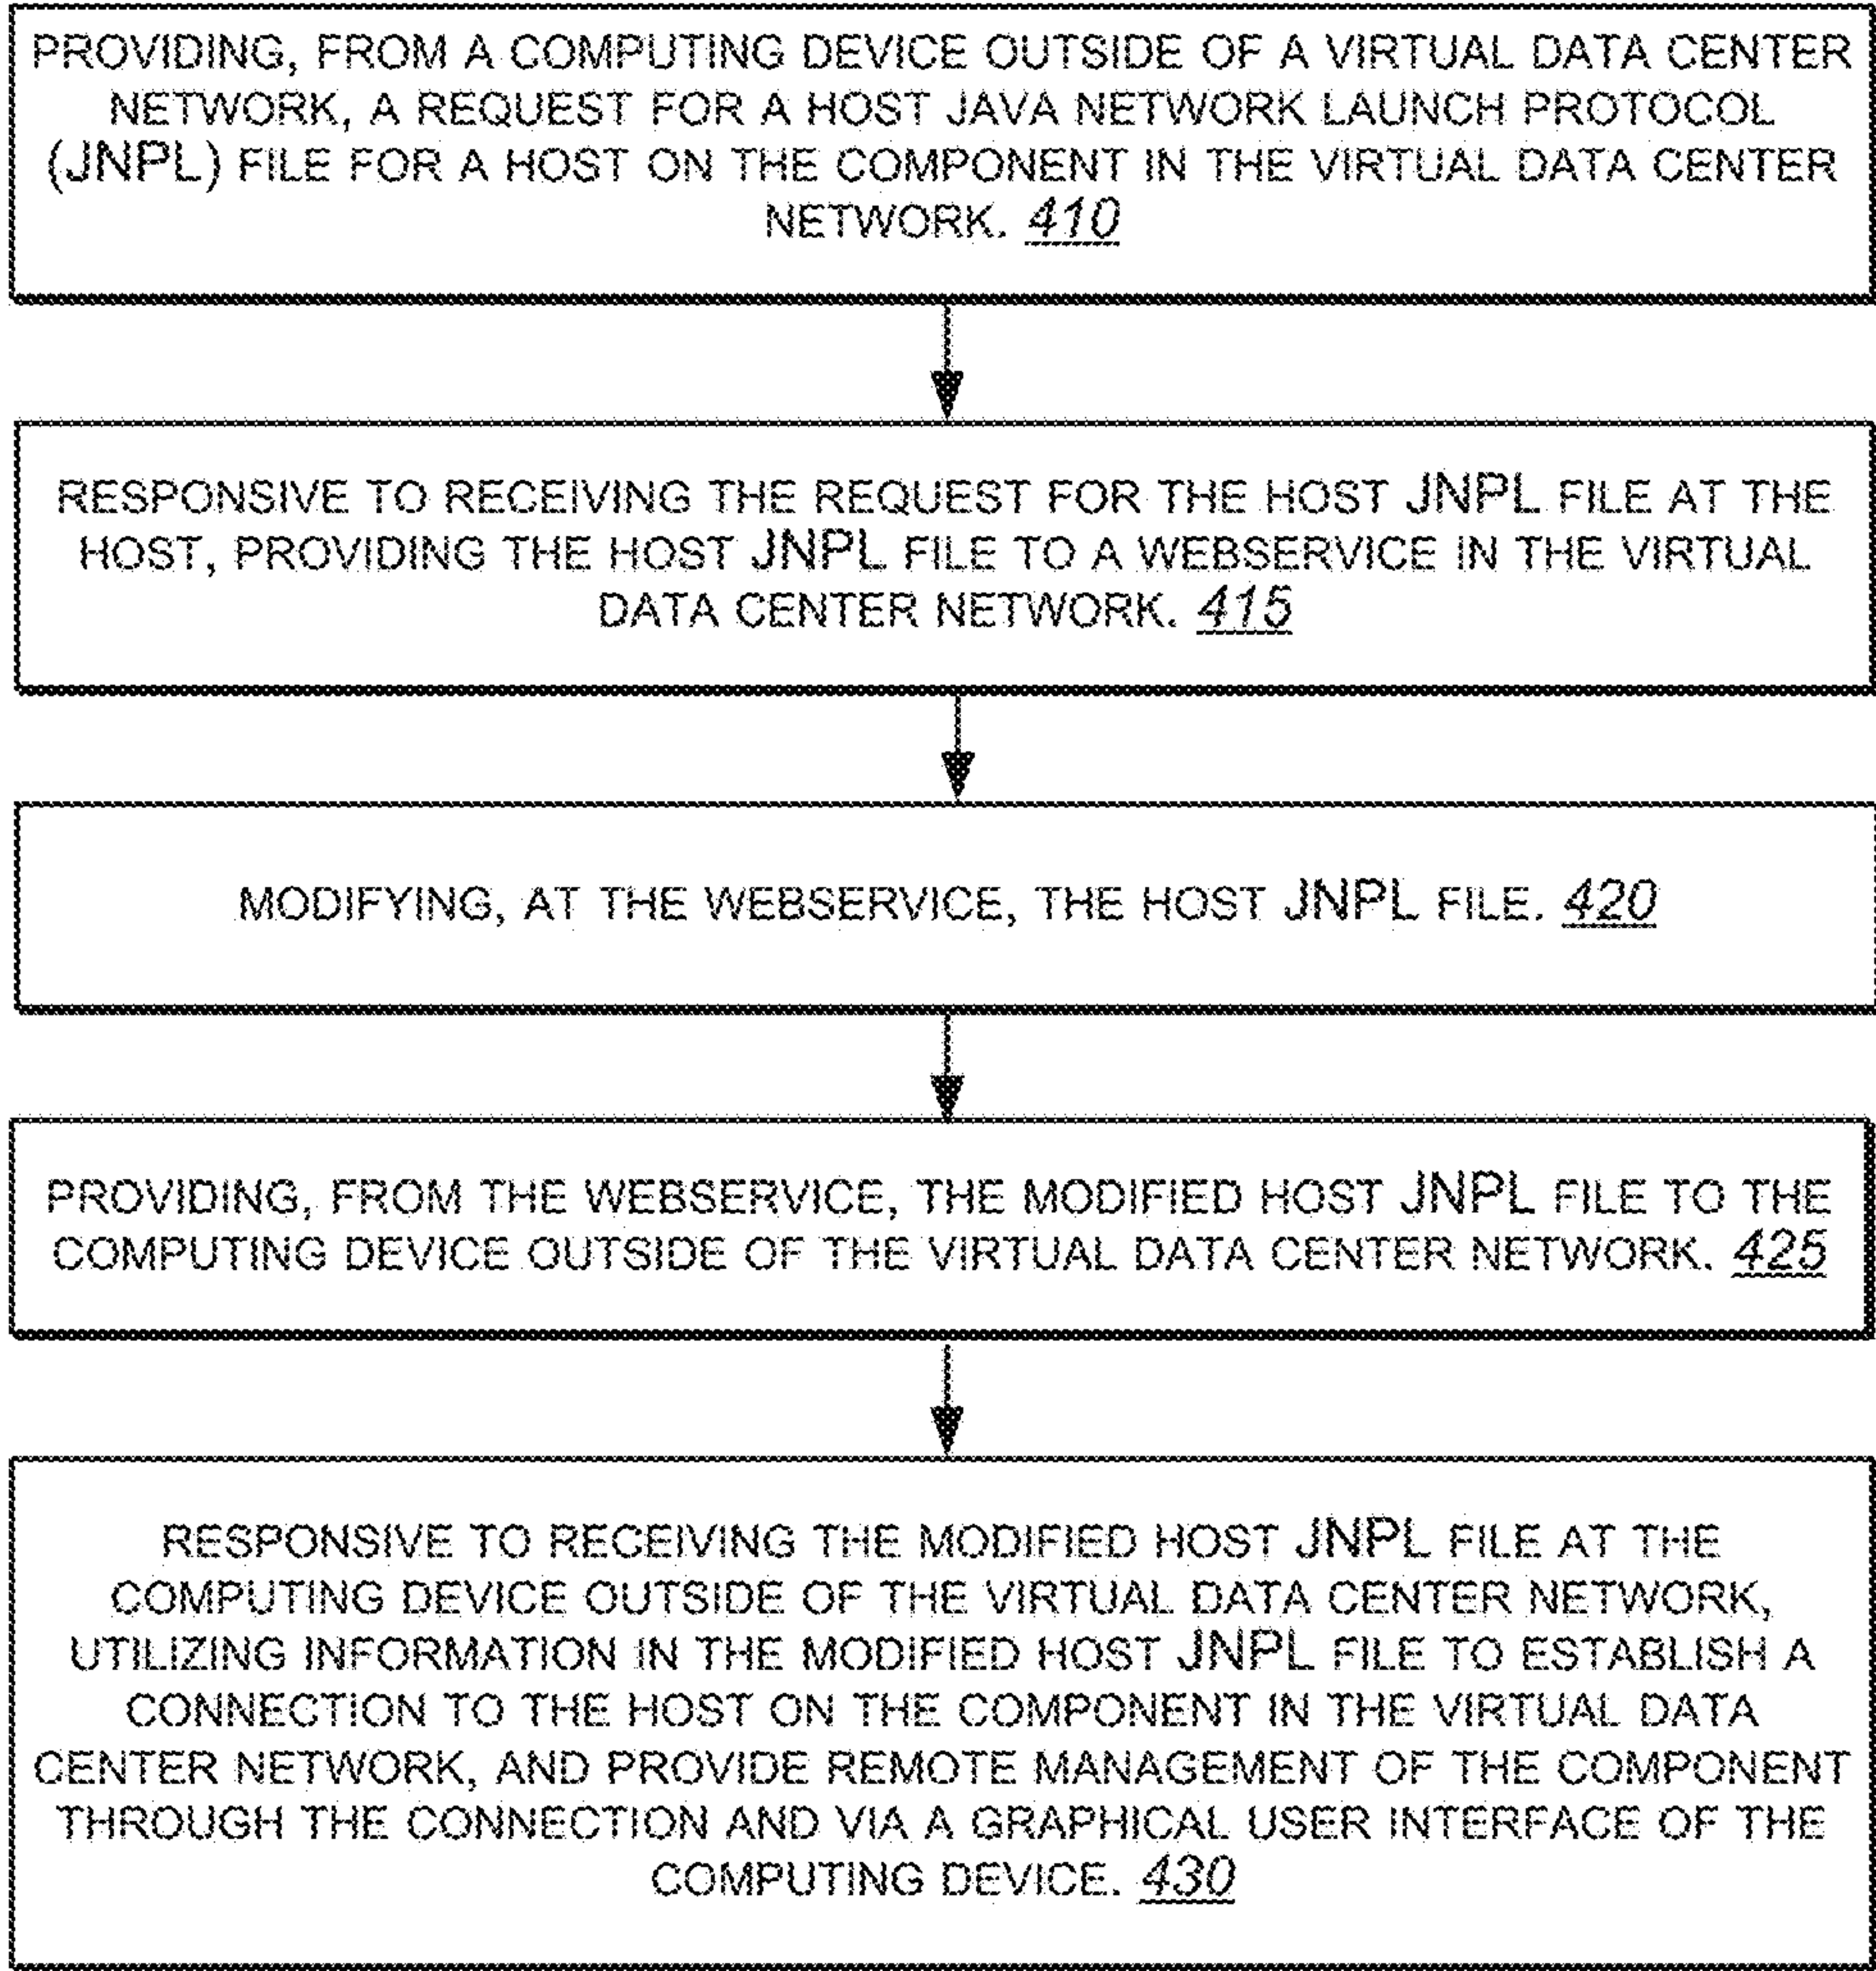 PROVIDING, FROM A COMPUTING DEVICE OUTSIDE OF A VIRTUAL DATA CENTER
NETWORK, A REQUEST FOR A HOST JAVA NETWORK LAUNCH PROTOCOL
(JNPL) FILE FOR A HOST ON THE COMPONENT IN THE VIRTUAL DATA CENTER
NETWORK. 410
RESPONSIVE TO RECEIVING THE REQUEST FOR THE HOST JNPL FILE AT THE
HOST, PROVIDING THE HOST JNPL FILE TO A WEBSERVICE IN THE VIRTUAL
DATA CENTER NETWORK. 415
MODIFYING, AT THE WEBSERVICE, THE HOST JNPL FILE. 420
PROVIDING, FROM THE WEBSERVICE, THE MODIFIED HOST JNPL FILE TO THE
COMPUTING DEVICE OUTSIDE OF THE VIRTUAL DATA CENTER NETWORK. 425
RESPONSIVE TO RECEIVING THE MODIFIED HOST JNPL FILE AT THE
COMPUTING DEVICE OUTSIDE OF THE VIRTUAL DATA CENTER NETWORK,
UTILIZING INFORMATION IN THE MODIFIED HOST JNPL FILE TO ESTABLISH A
CONNECTION TO THE HOST ON THE COMPONENT IN THE VIRTUAL DATA
CENTER NETWORK, AND PROVIDE REMOTE MANAGEMENT OF THE COMPONENT
THROUGH THE CONNECTION AND VIA A GRAPHICAL USER INTERFACE OF THE
COMPUTING DEVICE. 430